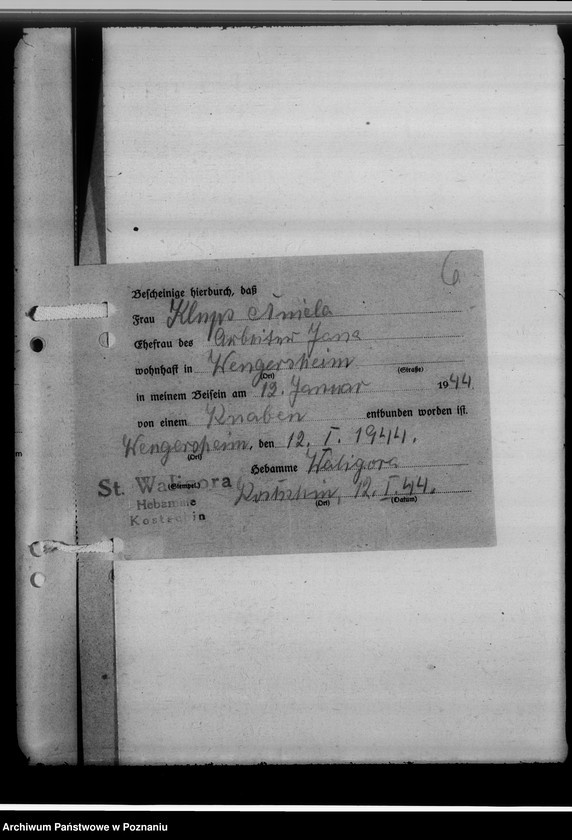 6
Bescheinige hierdurch, daß
Frau Klups Aniela
Ehefrau des Arbeiter Jana
wohnhaft in Wengersheim
(Ort) (Straße)
in meinem Beisein am 12. Januar 1944
von einem Knaben entbunden worden ist.
Wengersheim, den 12. I. 1944.
(Ort)
Hebamme Waligora
St. Waligora
(Stempel)
Hebamme
Kostschin
Kostschin, 12. I. 44.
(Ort) (Datum)
Archiwum Państwowe w Poznaniu